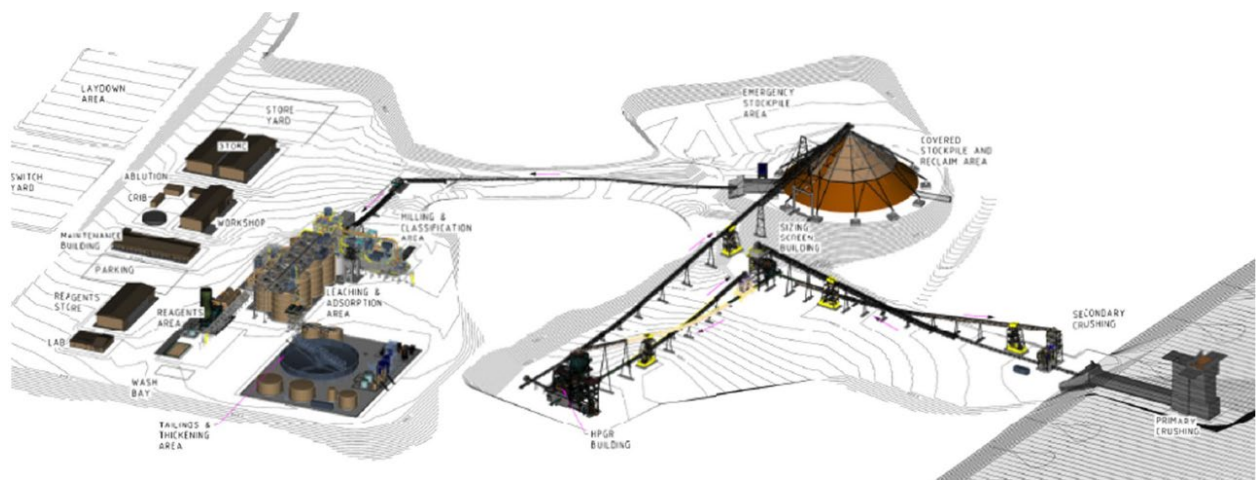 LAYDOWN
AREA
STORE
YARD
STORE
SWITCH
YARD
ABLUTION
CRIB
WORKSHOP
MAINTENANCE
BUILDING
PARKING
REAGENTS
STORE
REAGENTS
AREA
LAB
WASH
BAY
TAILINGS &
THICKENING
AREA
MILLING &
CLASSIFICATION
AREA
LEACHING &
ADSORPTION
AREA
EMERGENCY
STOCKPILE
AREA
COVERED
STOCKPILE AND
RECLAIM AREA
SIZING
SCREEN
BUILDING
HPGR
BUILDING
SECONDARY
CRUSHING
PRIMARY
CRUSHING